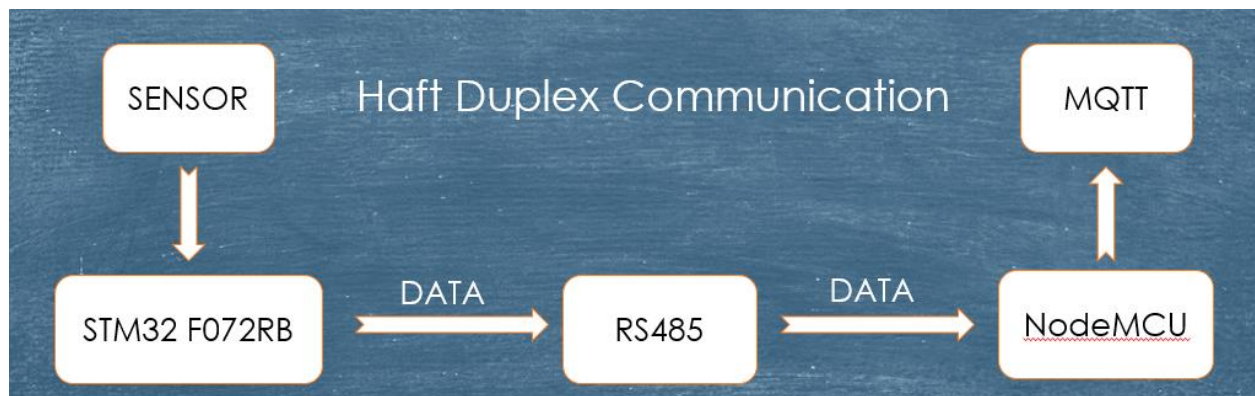 SENSOR
Haft Duplex Communication
MQTT
STM32 F072RB
DATA
RS485
DATA
NodeMCU